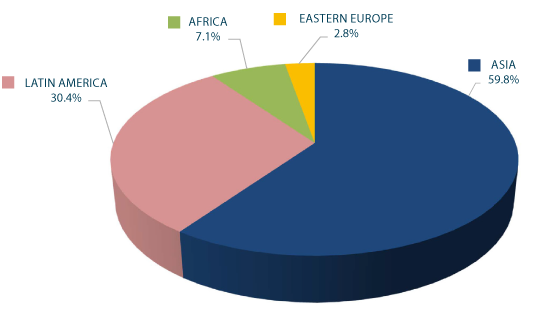 AFRICA
7.1%
EASTERN EUROPE
2.8%
ASIA
59.8%
LATIN AMERICA
30.4%